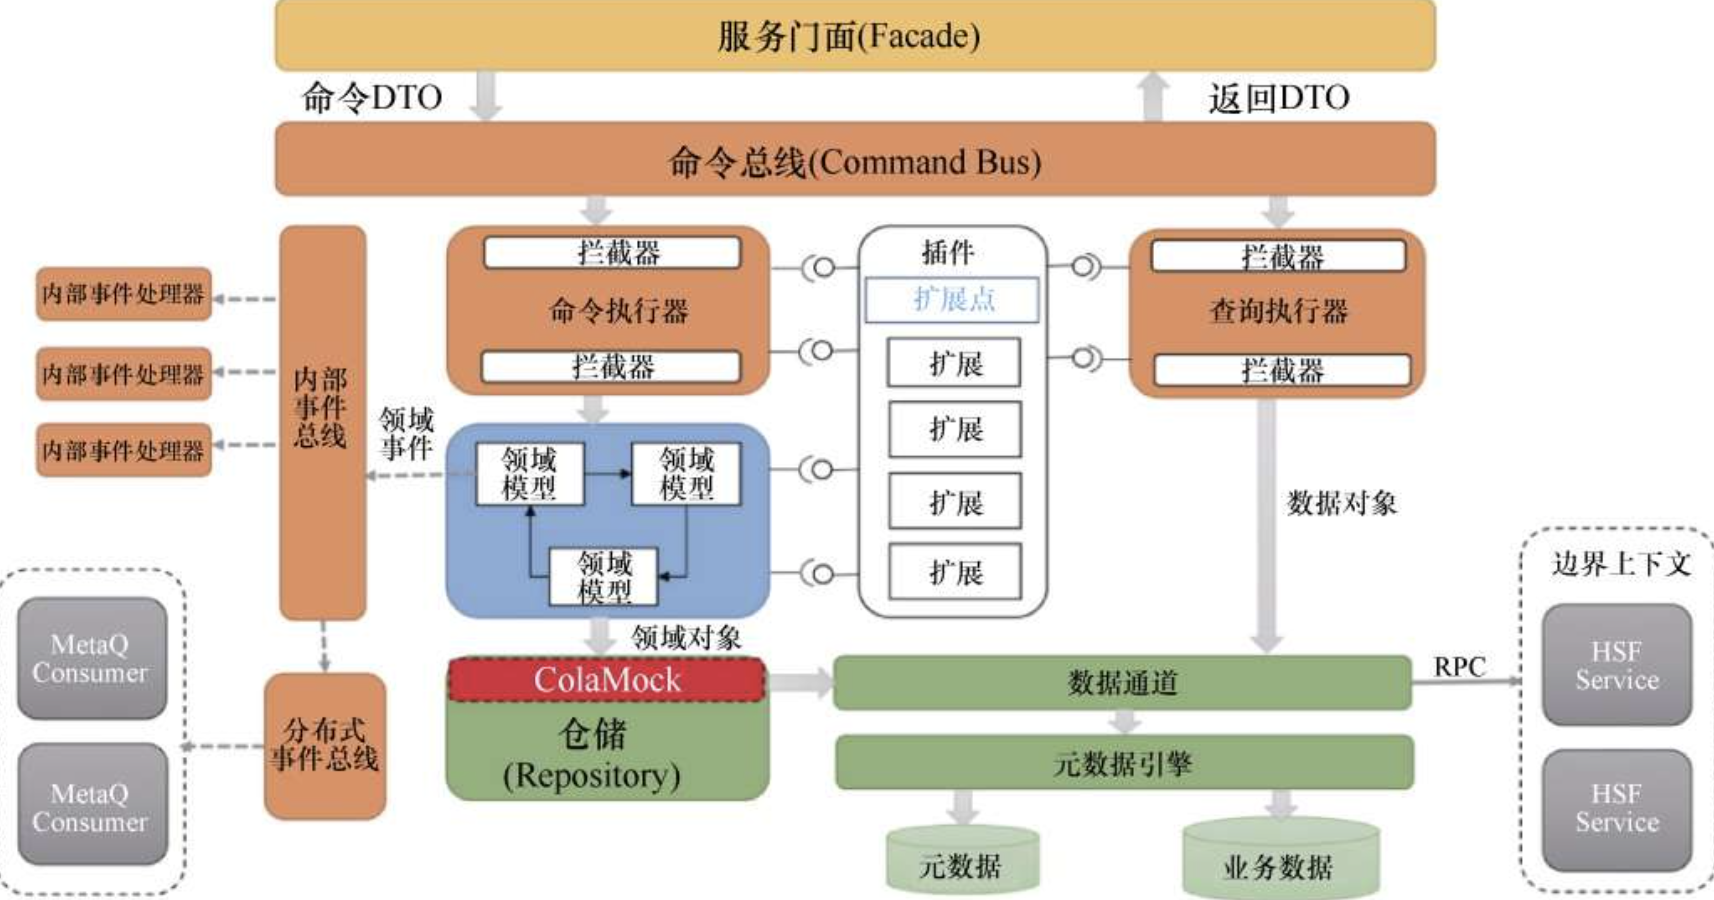 服务门面(Facade)
命令DTO
返回DTO
命令总线(Command Bus)
拦截器
命令执行器
拦截器
插件
扩展点
扩展
扩展
扩展
扩展
拦截器
查询执行器
拦截器
内部事件处理器
内部事件处理器
内部事件处理器
内部
事件
总线
领域
事件
领域
模型
领域
模型
领域
模型
数据对象
领域对象
ColaMock
仓储
(Repository)
数据通道
RPC
元数据引擎
元数据
业务数据
边界上下文
HSF
Service
HSF
Service
MetaQ
Consumer
MetaQ
Consumer
分布式
事件总线